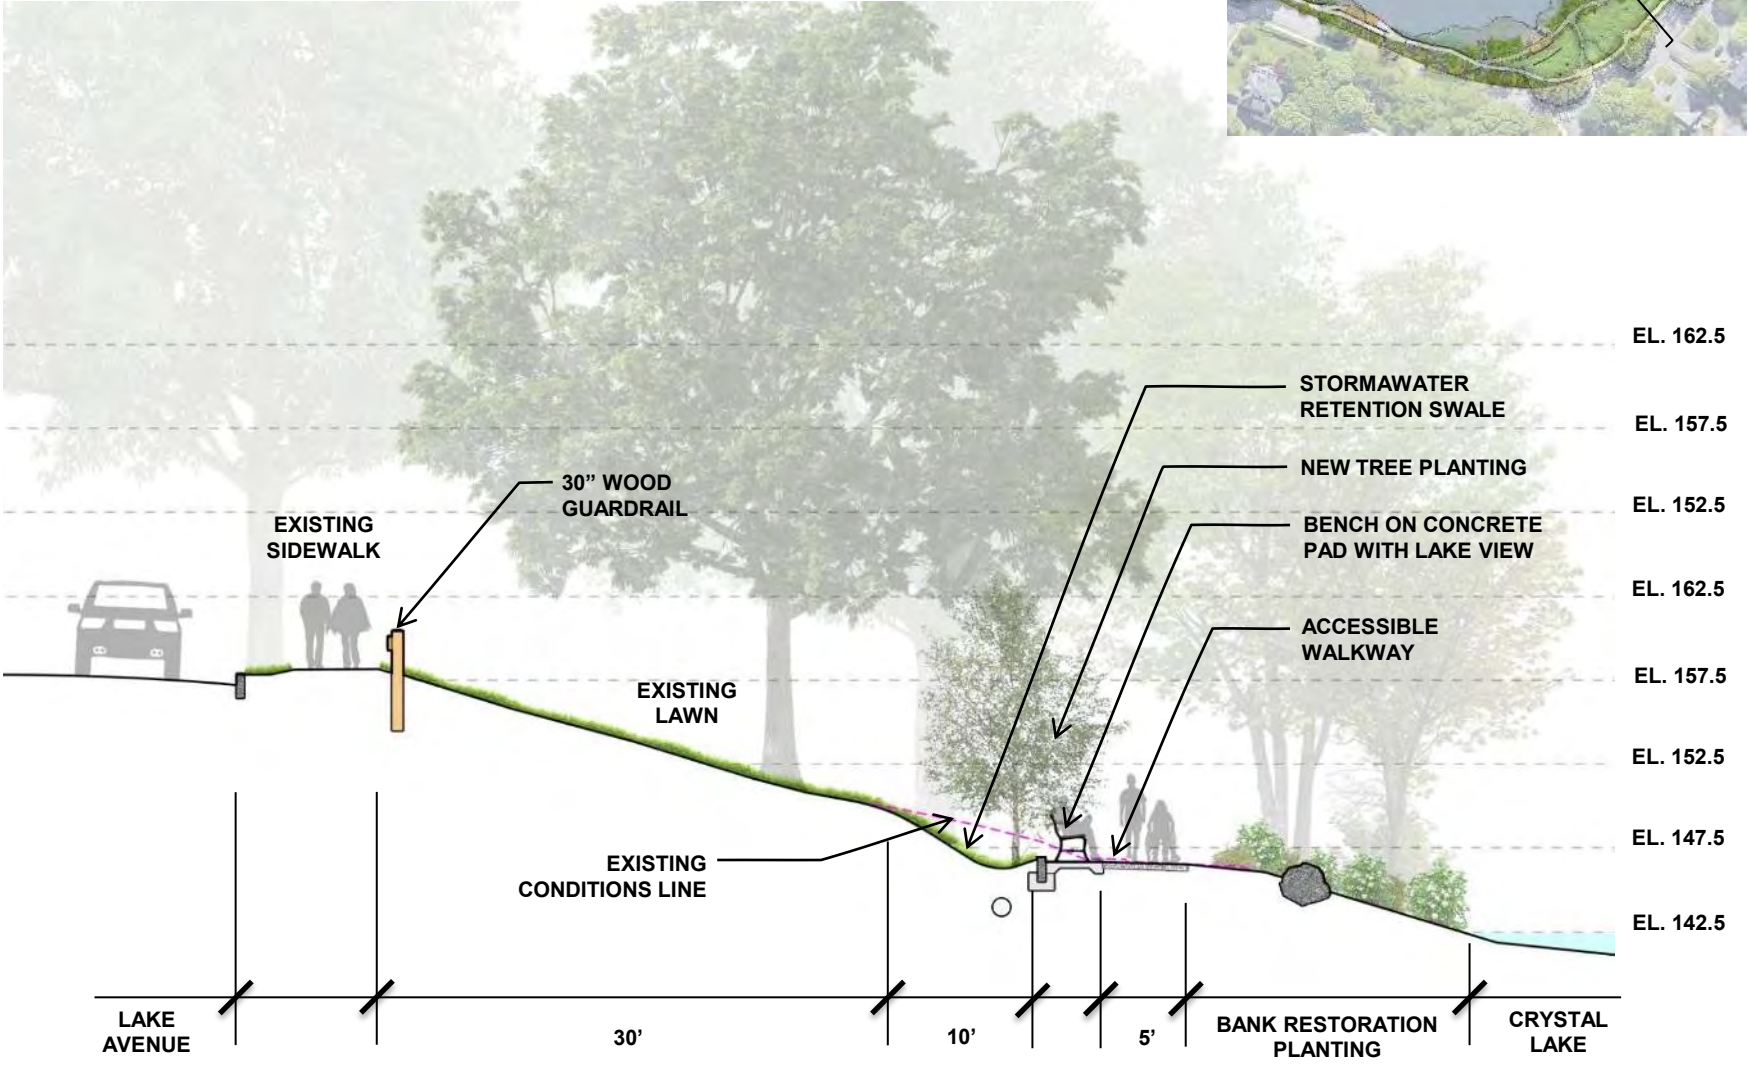 EL. 162.5
STORMAWATER
RETENTION SWALE
EL. 157.5
NEW TREE PLANTING
30” WOOD
GUARDRAIL
EL. 152.5
EXISTING
SIDEWALK
BENCH ON CONCRETE
PAD WITH LAKE VIEW
EL. 162.5
ACCESSIBLE
WALKWAY
EL. 157.5
EXISTING
LAWN
EL. 152.5
EL. 147.5
EXISTING
CONDITIONS LINE
EL. 142.5
LAKE
AVENUE
30’
10’
5’
BANK RESTORATION
PLANTING
CRYSTAL
LAKE